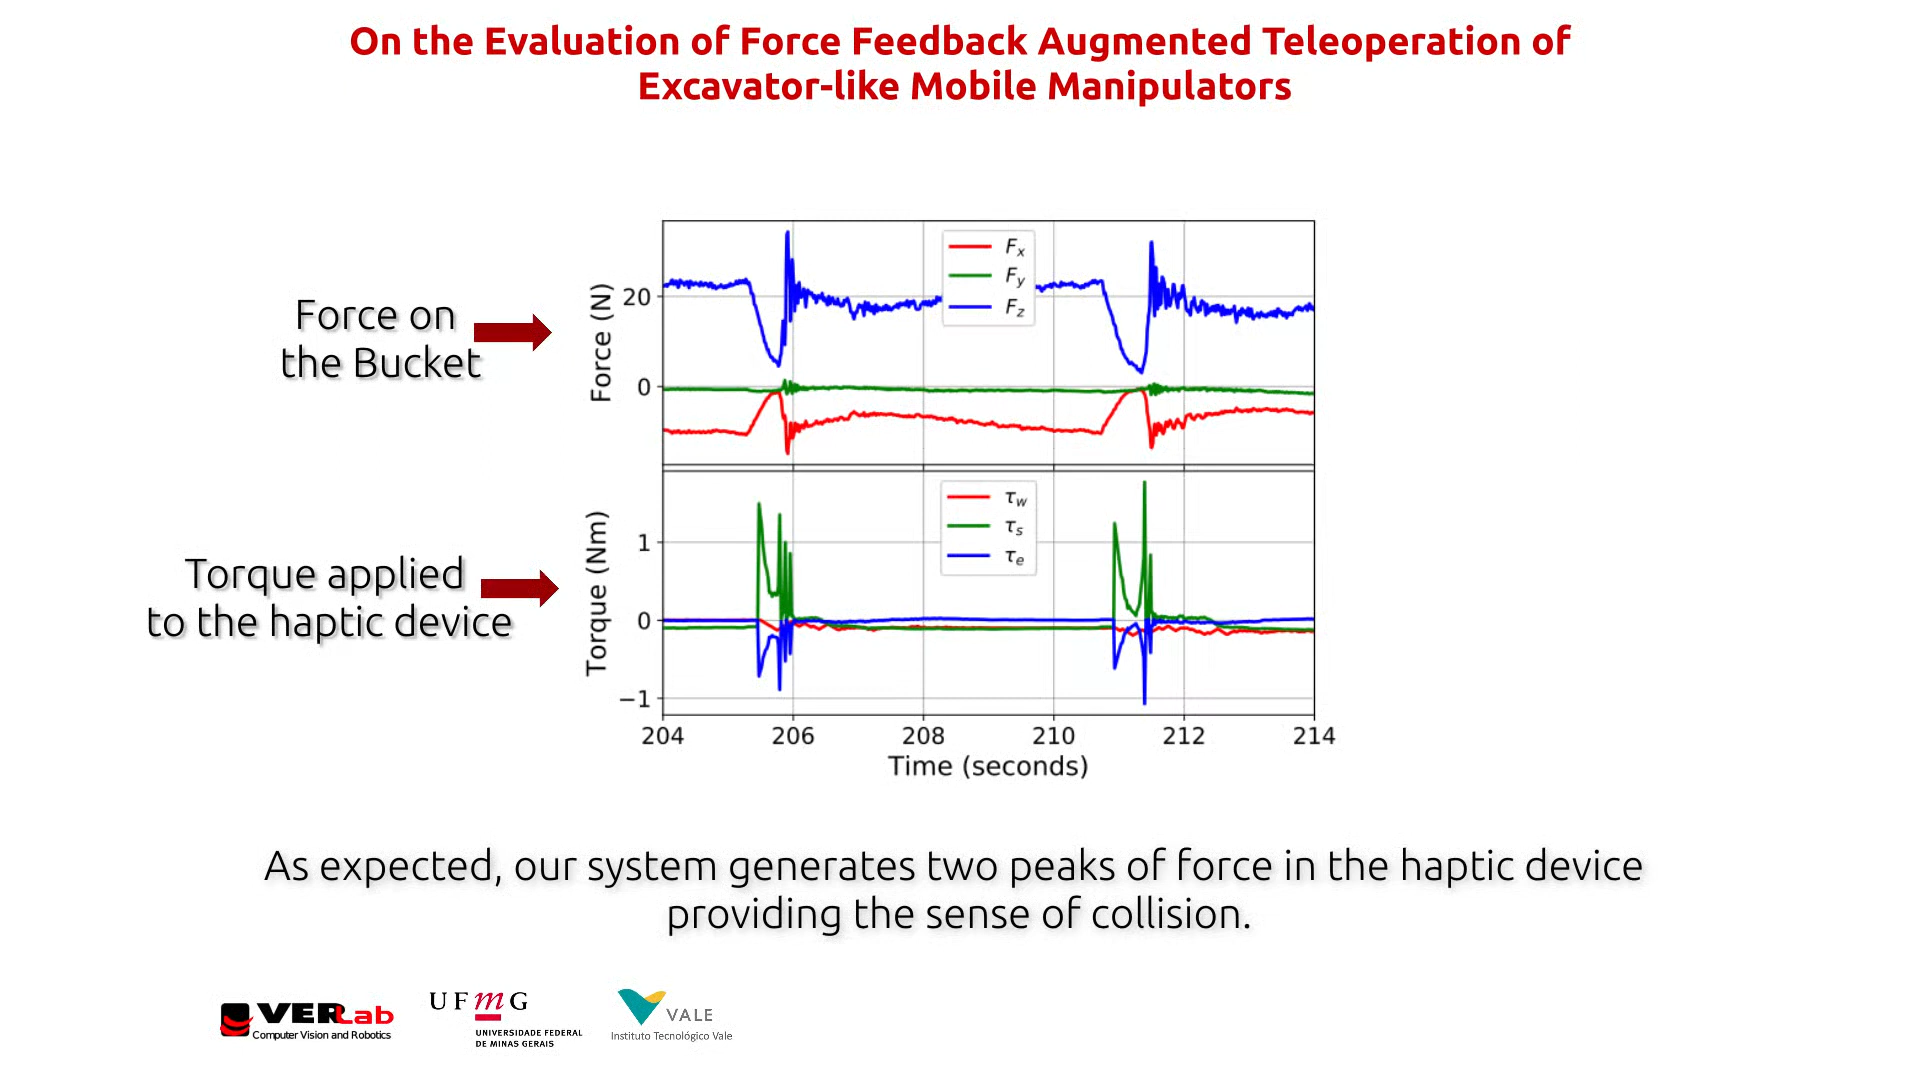 On the Evaluation of Force Feedback Augmented Teleoperation of
Excavator-like Mobile Manipulators
Force on
the Bucket
Force (N)
20
0
Fx
Fy
Fz
Torque applied
to the haptic device
Torque (Nm)
1
0
−1
τw
τs
τe
204 206 208 210 212 214
Time (seconds)
As expected, our system generates two peaks of force in the haptic device
providing the sense of collision.
VERLab
Computer Vision and Robotics
UFmG
UNIVERSIDADE FEDERAL
DE MINAS GERAIS
VALE
Instituto Tecnológico Vale